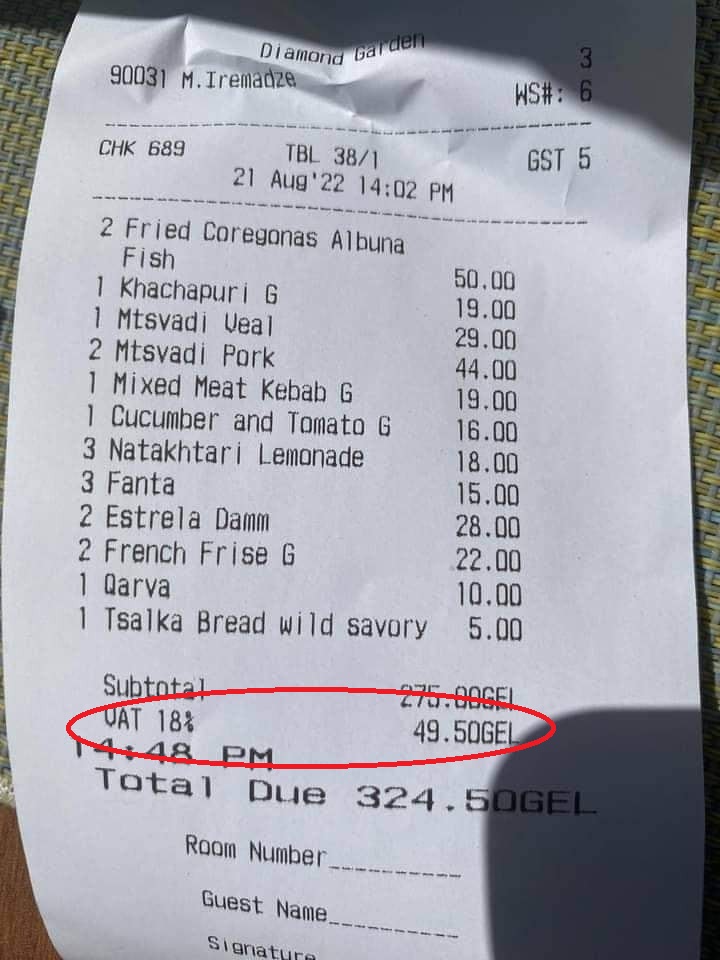 Diamond Garden
3
90031 M.Iremadze
WS#: 6
CHK 689 TBL 38/1 GST 5
21 Aug'22 14:02 PM
2 Fried Coregonas Albuna
Fish 50.00
1 Khachapuri G 19.00
1 Mtsvadi Veal 29.00
2 Mtsvadi Pork 44.00
1 Mixed Meat Kebab G 19.00
1 Cucumber and Tomato G 16.00
3 Natakhtari Lemonade 18.00
3 Fanta 15.00
2 Estrela Damm 28.00
2 French Frise G 22.00
1 Qarva 10.00
1 Tsalka Bread wild savory 5.00
Subtotal 275.00GEL
VAT 18% 49.50GEL
14:48 PM
Total Due 324.50GEL
Room Number__________
Guest Name__________
Signature